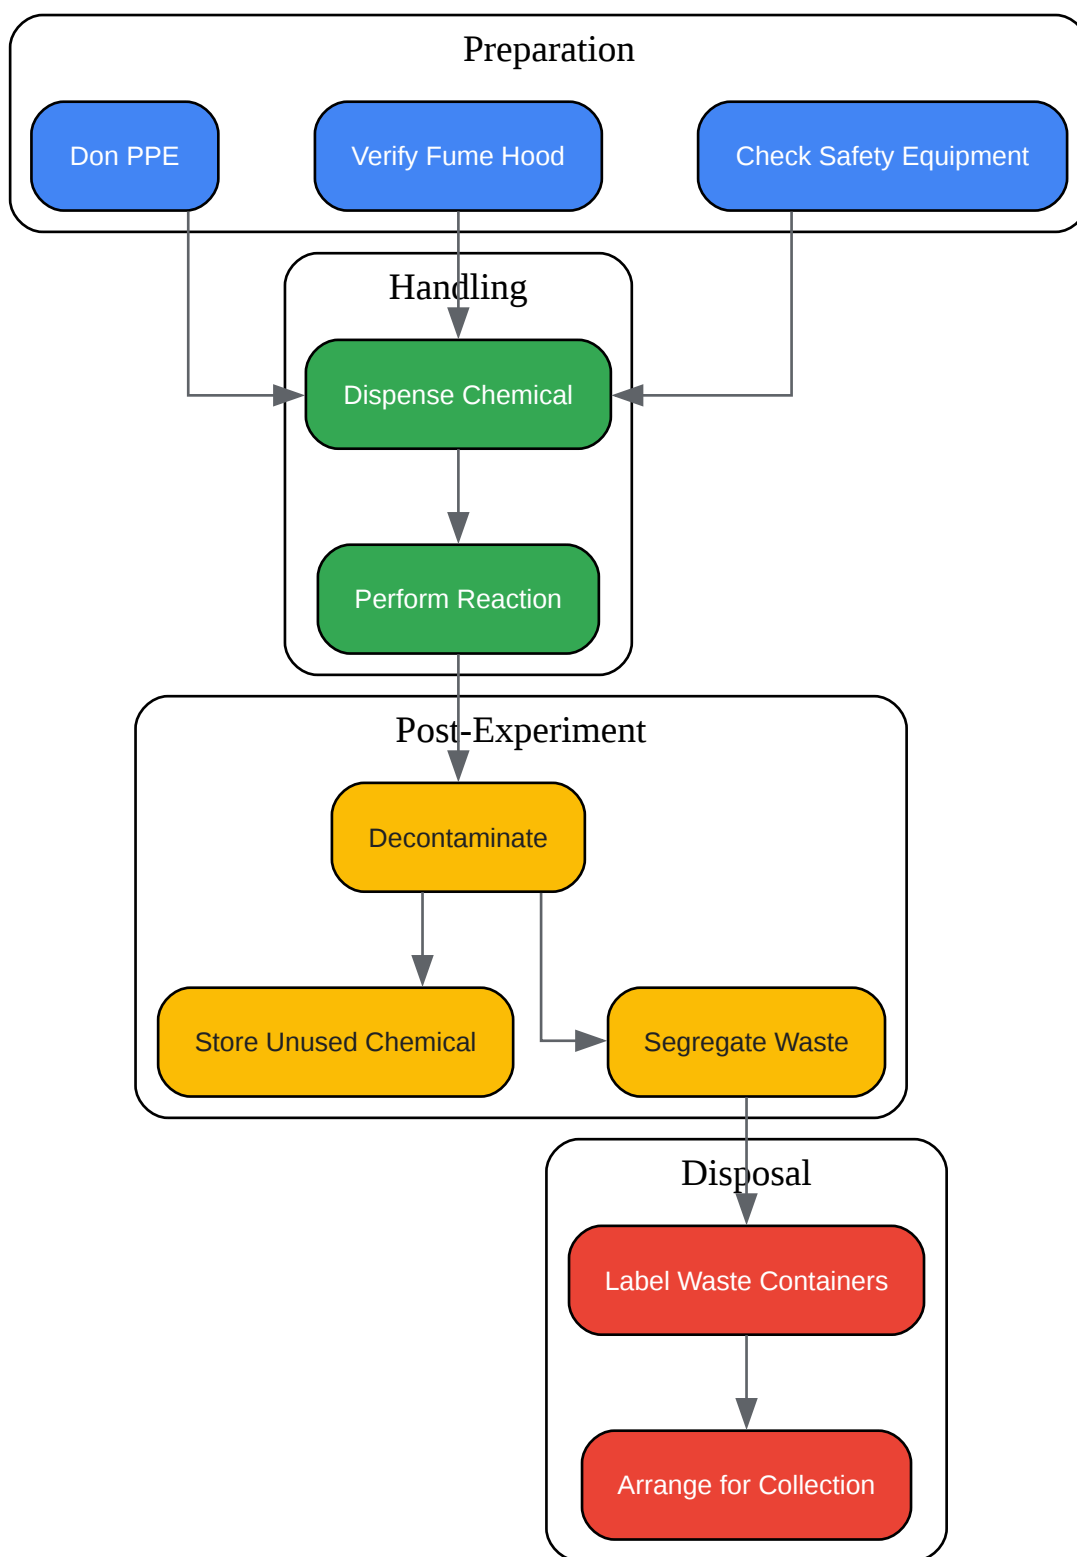 Preparation
Don PPE
Verify Fume Hood
Check Safety Equipment
Handling
Dispense Chemical
Perform Reaction
Post-Experiment
Decontaminate
Store Unused Chemical
Segregate Waste
Disposal
Label Waste Containers
Arrange for Collection